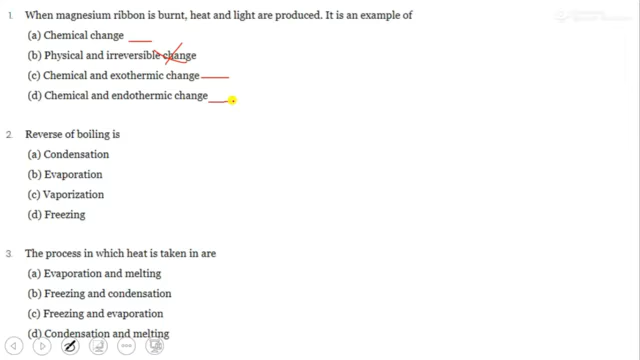 1. When magnesium ribbon is burnt, heat and light are produced. It is an example of
(a) Chemical change
(b) Physical and irreversible change
(c) Chemical and exothermic change
(d) Chemical and endothermic change
2. Reverse of boiling is
(a) Condensation
(b) Evaporation
(c) Vaporization
(d) Freezing
3. The process in which heat is taken in are
(a) Evaporation and melting
(b) Freezing and condensation
(c) Freezing and evaporation
(d) Condensation and melting